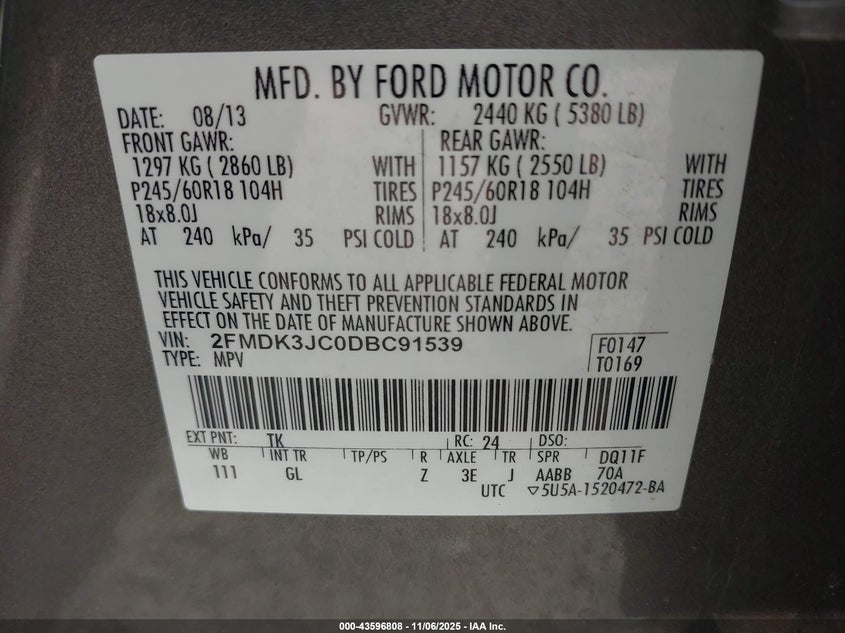 MFD. BY FORD MOTOR CO.
DATE: 08/13 GVWR: 2440 KG ( 5380 LB)
FRONT GAWR: REAR GAWR:
1297 KG ( 2860 LB) WITH 1157 KG ( 2550 LB) WITH
P245/60R18 104H TIRES P245/60R18 104H TIRES
18x8.0J RIMS 18x8.0J RIMS
AT 240 kPa/ 35 PSI COLD AT 240 kPa/ 35 PSI COLD
THIS VEHICLE CONFORMS TO ALL APPLICABLE FEDERAL MOTOR
VEHICLE SAFETY AND THEFT PREVENTION STANDARDS IN
EFFECT ON THE DATE OF MANUFACTURE SHOWN ABOVE.
VIN: 2FMDK3JC0DBC91539 F0147
TYPE: MPV T0169
EXT PNT: TK RC: 24 DSO:
WB INT TR TP/PS R AXLE TR SPR DQ11F
111 GL Z 3E J AABB 70A
UTC ▽5U5A-1520472-BA
000-43596808 - 11/06/2025 - IAA Inc.